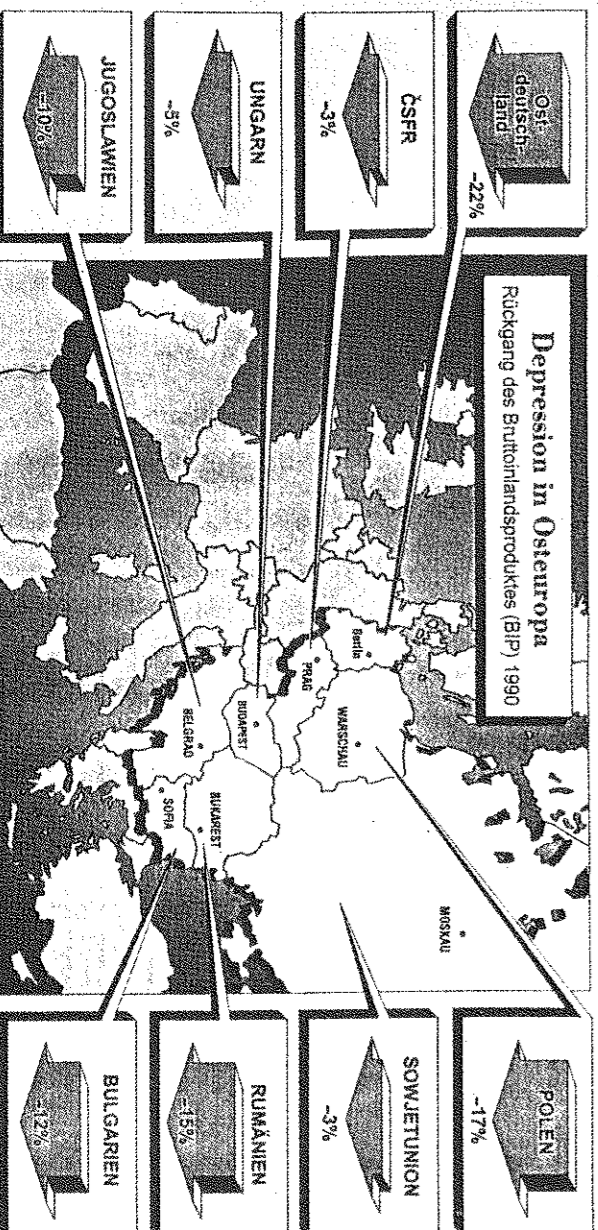 Depression in Osteuropa
Rückgang des Bruttoinlandsproduktes (BIP) 1990
Ost-
deutsch-
land
-22%
ČSFR
-3%
UNGARN
-5%
JUGOSLAWIEN
-10%
POLEN
-17%
SOWJETUNION
-3%
RUMÄNIEN
-15%
BULGARIEN
-12%
MOSKAU
Berlin
WARSCHAU
PRAG
BUDAPEST
BELGRAD
BUKAREST
SOFIA